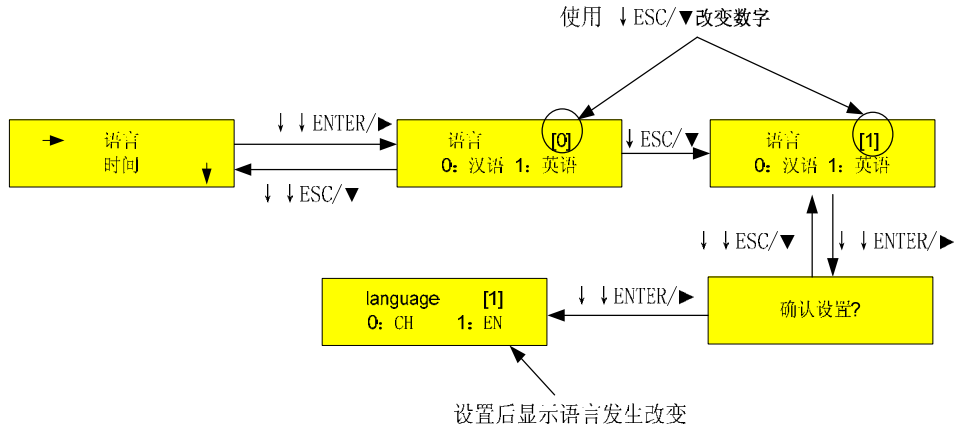 使用 ↓ESC/▼改变数字
→ 语言
时间 ↓
↓ ↓ENTER/▶
↓ ↓ESC/▼
语言 [0]
0: 汉语 1: 英语
↓ESC/▼
语言 [1]
0: 汉语 1: 英语
↓ ↓ESC/▼
↓ ↓ENTER/▶
确认设置?
↓ ↓ENTER/▶
language [1]
0: CH 1: EN
设置后显示语言发生改变